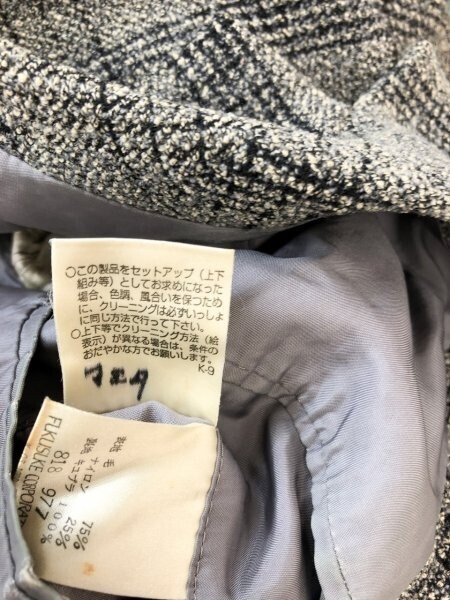 ○この製品をセットアップ（上下
組み等）としてお求めになった
場合、色調、風合いを保つため
に、クリーニングは必ずいっしょ
に同じ方法で行って下さい。
○上下等でクリーニング方法（絵
表示）が異なる場合は、条件の
おだやかな方でお願いします。
K-9
表地 毛 75%
ナイロン 25%
裏地 キュプラ 100%
FUKUSUKE CORPORAT
818 977